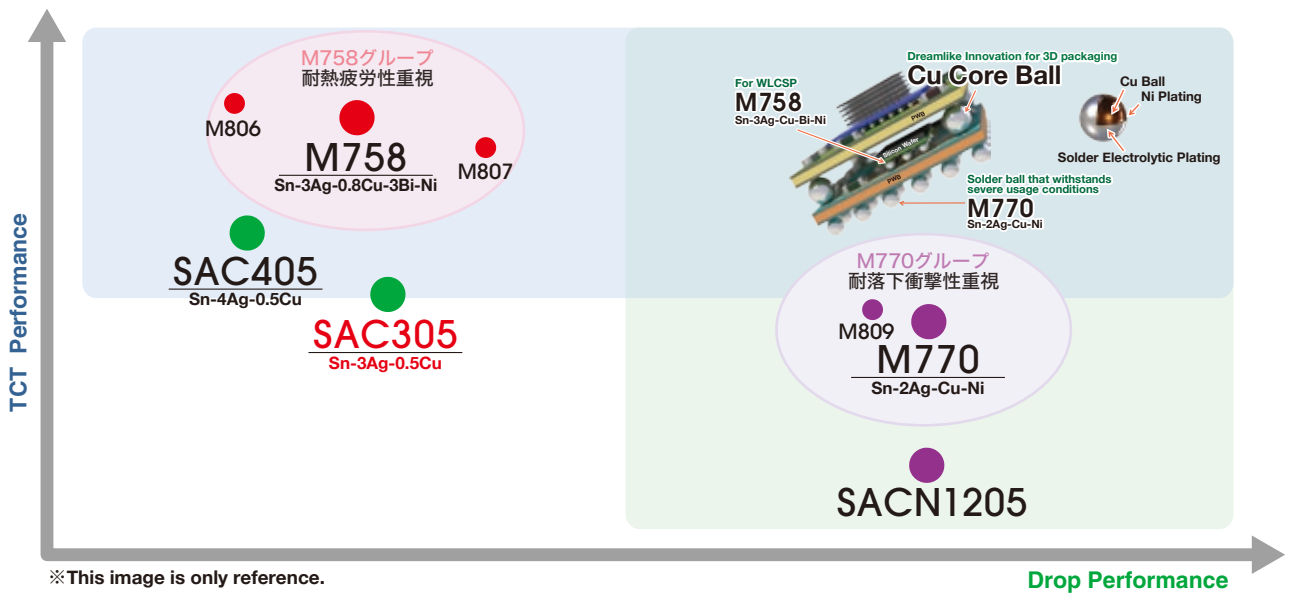 M758グループ
耐熱疲労性重視
M806
M758
Sn-3Ag-0.8Cu-3Bi-Ni
M807
SAC405
Sn-4Ag-0.5Cu
SAC305
Sn-3Ag-0.5Cu
Dreamlike Innovation for 3D packaging
Cu Core Ball
For WLCSP
M758
Sn-3Ag-Cu-Bi-Ni
PWB
Silicon Wafer
PWB
Cu Ball
Ni Plating
Solder Electrolytic Plating
Solder ball that withstands
severe usage conditions
M770
Sn-2Ag-Cu-Ni
M770グループ
耐落下衝撃性重視
M809
M770
Sn-2Ag-Cu-Ni
SACN1205
TCT Performance
Drop Performance
※This image is only reference.